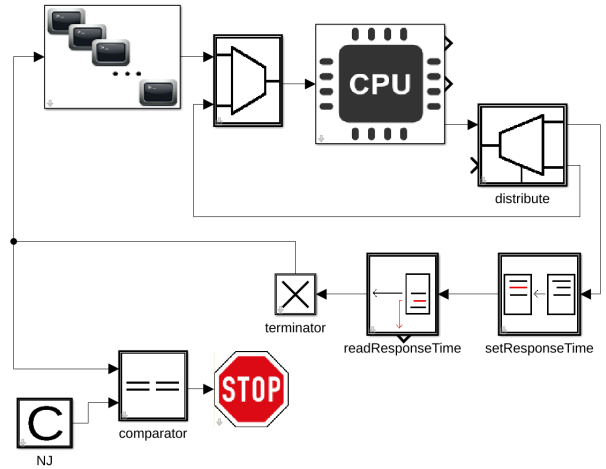 CPU
distribute
terminator
readResponseTime
setResponseTime
STOP
C
comparator
NJ